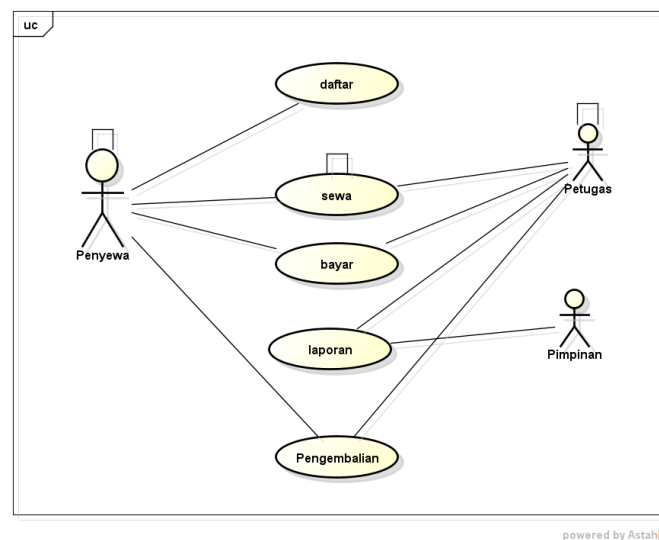 uc
daftar
Penyewa
sewa
Petugas
bayar
laporan
Pimpinan
Pengembalian
powered by Astah